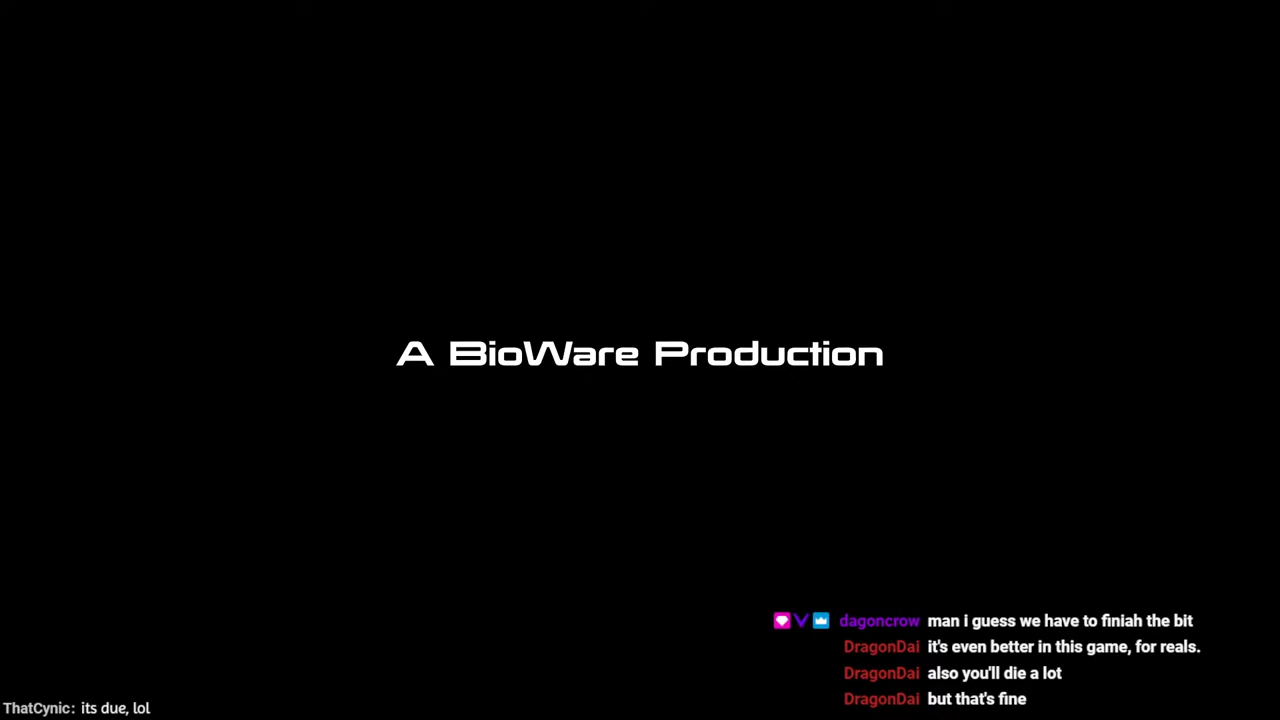 A BioWare Production
dagoncrow man i guess we have to finiah the bit
DragonDai it's even better in this game, for reals.
DragonDai also you'll die a lot
DragonDai but that's fine
ThatCynic: its due, lol